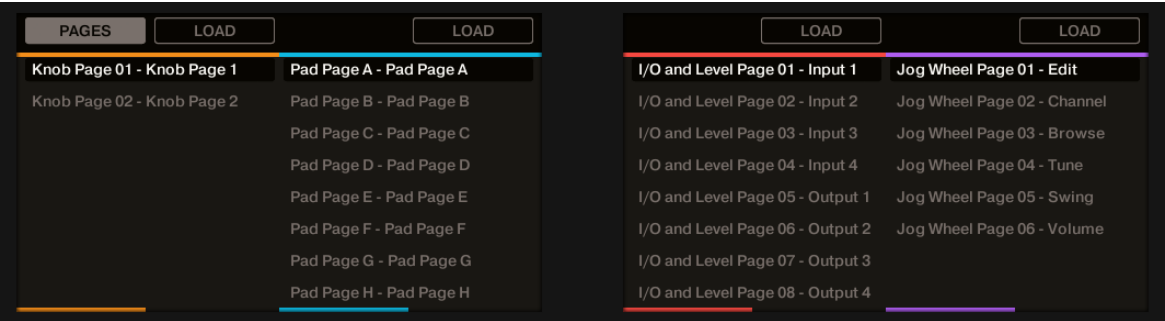 PAGES LOAD LOAD LOAD LOAD
Knob Page 01 - Knob Page 1
Knob Page 02 - Knob Page 2
Pad Page A - Pad Page A
Pad Page B - Pad Page B
Pad Page C - Pad Page C
Pad Page D - Pad Page D
Pad Page E - Pad Page E
Pad Page F - Pad Page F
Pad Page G - Pad Page G
Pad Page H - Pad Page H
I/O and Level Page 01 - Input 1
I/O and Level Page 02 - Input 2
I/O and Level Page 03 - Input 3
I/O and Level Page 04 - Input 4
I/O and Level Page 05 - Output 1
I/O and Level Page 06 - Output 2
I/O and Level Page 07 - Output 3
I/O and Level Page 08 - Output 4
Jog Wheel Page 01 - Edit
Jog Wheel Page 02 - Channel
Jog Wheel Page 03 - Browse
Jog Wheel Page 04 - Tune
Jog Wheel Page 05 - Swing
Jog Wheel Page 06 - Volume